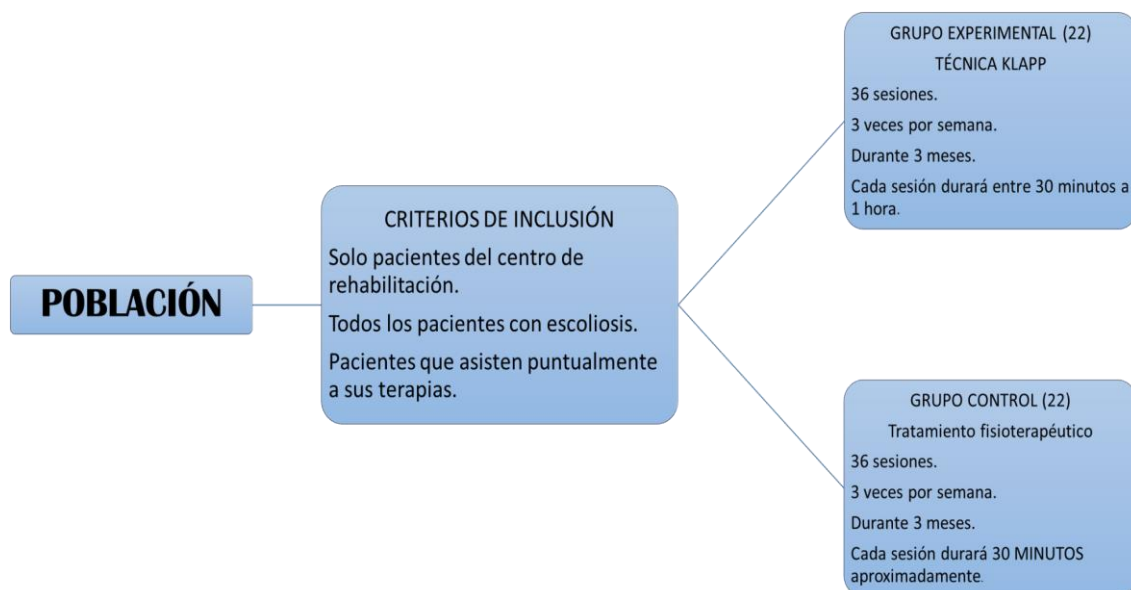 POBLACIÓN
CRITERIOS DE INCLUSIÓN
Solo pacientes del centro de
rehabilitación.
Todos los pacientes con escoliosis.
Pacientes que asisten puntualmente
a sus terapias.
GRUPO EXPERIMENTAL (22)
TÉCNICA KLAPP
36 sesiones.
3 veces por semana.
Durante 3 meses.
Cada sesión durará entre 30 minutos a
1 hora.
GRUPO CONTROL (22)
Tratamiento fisioterapéutico
36 sesiones.
3 veces por semana.
Durante 3 meses.
Cada sesión durará 30 MINUTOS
aproximadamente.